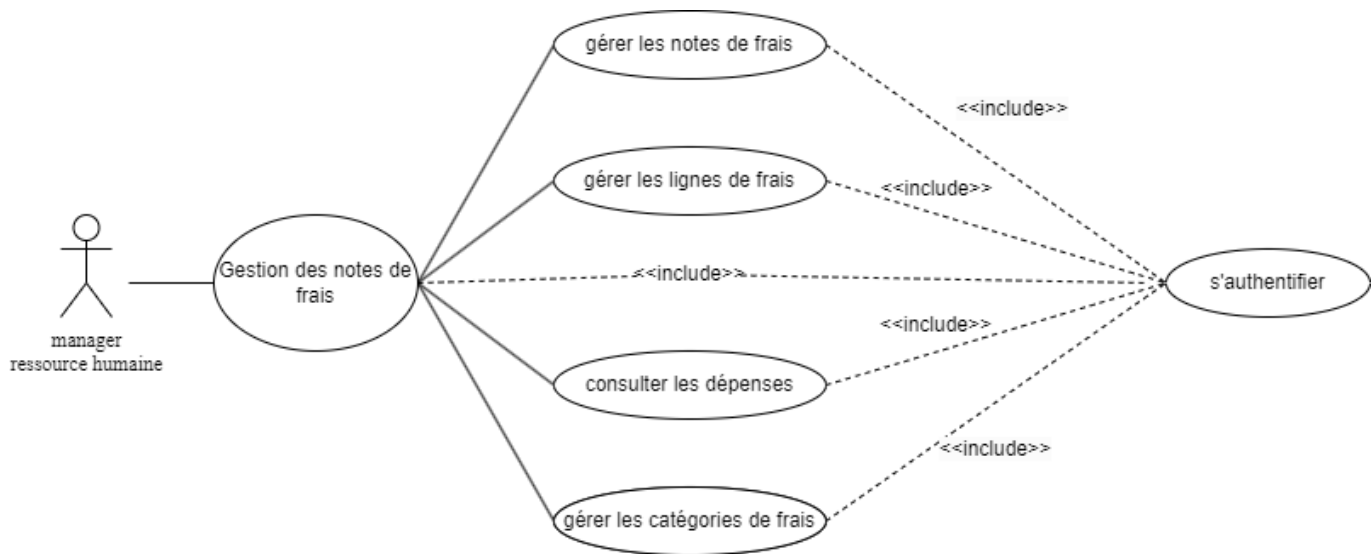 gérer les notes de frais
<<include>>
gérer les lignes de frais
<<include>>
Gestion des notes de
frais
<<include>>
s'authentifier
manager
ressource humaine
<<include>>
consulter les dépenses
<<include>>
gérer les catégories de frais